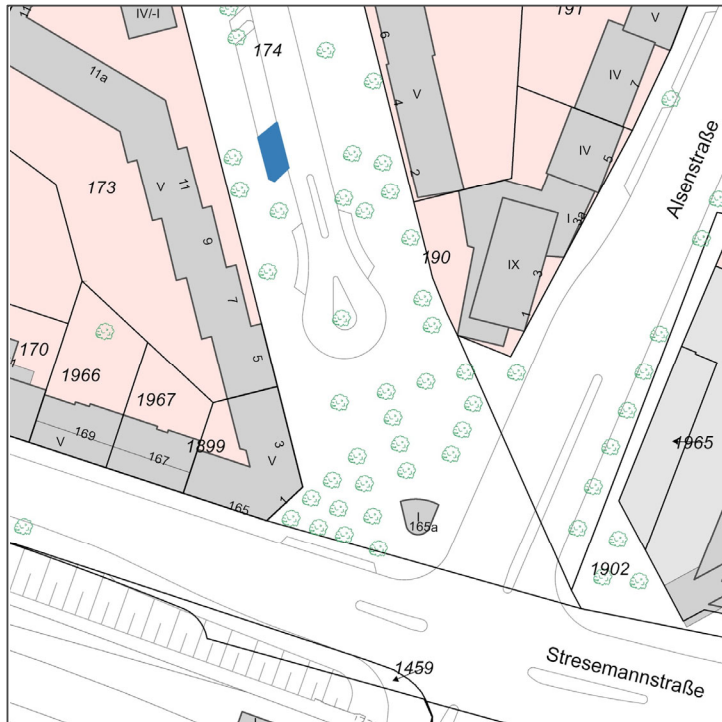 IV/-I
191
V
174
11a
6
IV
7
V
4
Alsenstraße
IV
5
173
V
11
2
I
3a
9
190
IX
3
7
1
170
5
1966
1967
1899
3
1965
169
V
V
167
1
165
I
165a
1902
1459
Stresemannstraße